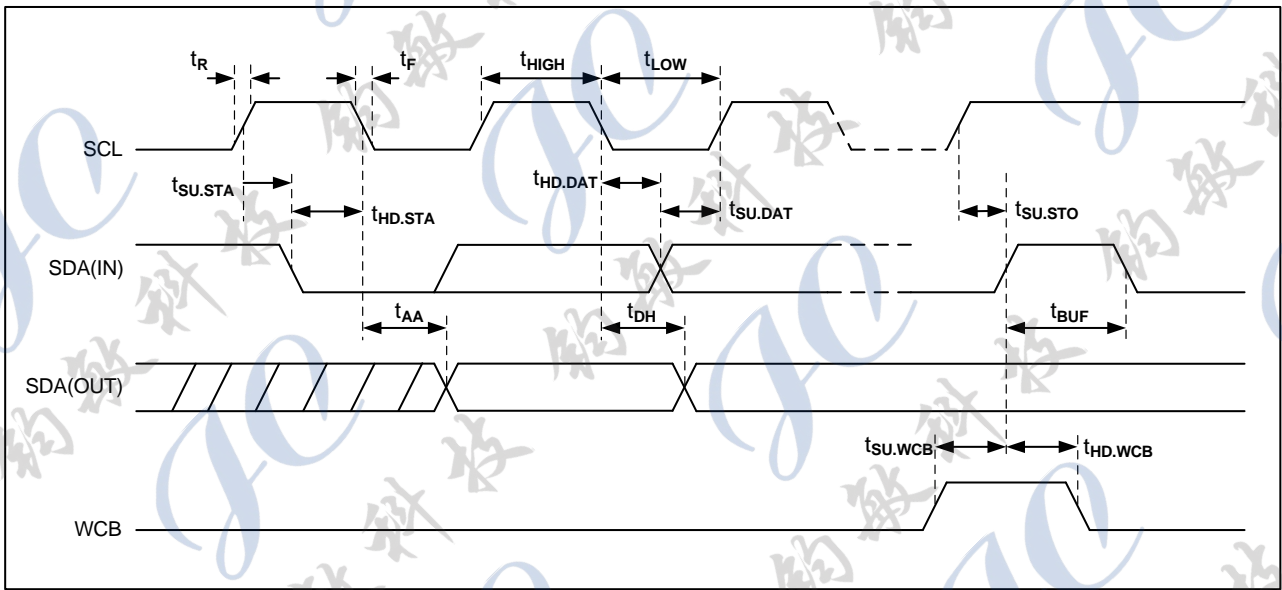 tR tF tHIGH tLOW
SCL
tSU.STA tHD.STA tHD.DAT tSU.DAT tSU.STO
SDA(IN)
tAA tDH tBUF
SDA(OUT)
tSU.WCB tHD.WCB
WCB